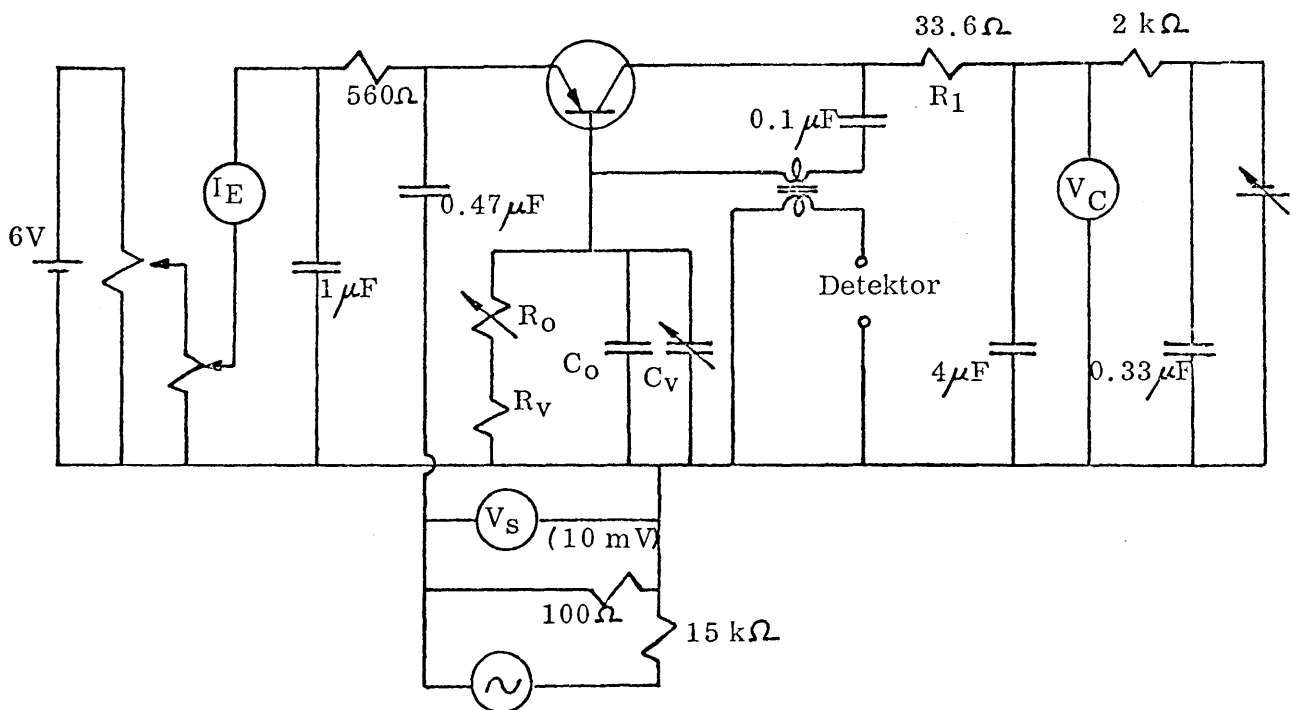 33.6Ω
2 kΩ
560Ω
R₁
0.1μF
I_E
0.47μF
V_C
6V
1μF
Detektor
R_o
C_o
C_v
4μF
0.33μF
R_v
V_s
(10 mV)
100Ω
15 kΩ